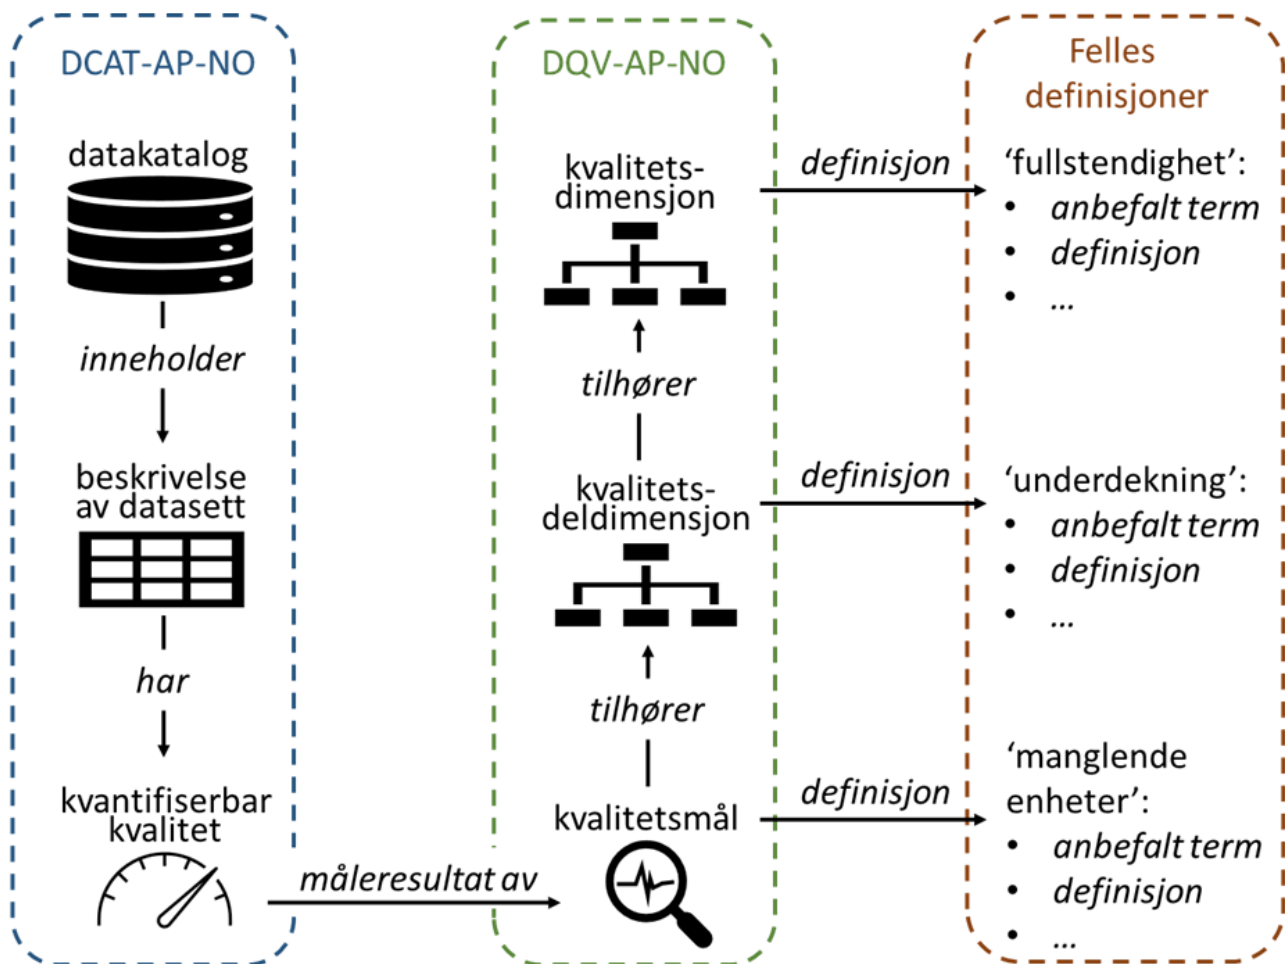 DCAT-AP-NO
datakatalog
inneholder
beskrivelse
av datasett
har
kvantifiserbar
kvalitet
måleresultat av
DQV-AP-NO
kvalitets-
dimensjon
tilhører
kvalitets-
deldimensjon
tilhører
kvalitetsmål
definisjon
definisjon
definisjon
Felles
definisjoner
‘fullstendighet’:
• anbefalt term
• definisjon
• ...
‘underdekning’:
• anbefalt term
• definisjon
• ...
‘manglende
enheter’:
• anbefalt term
• definisjon
• ...